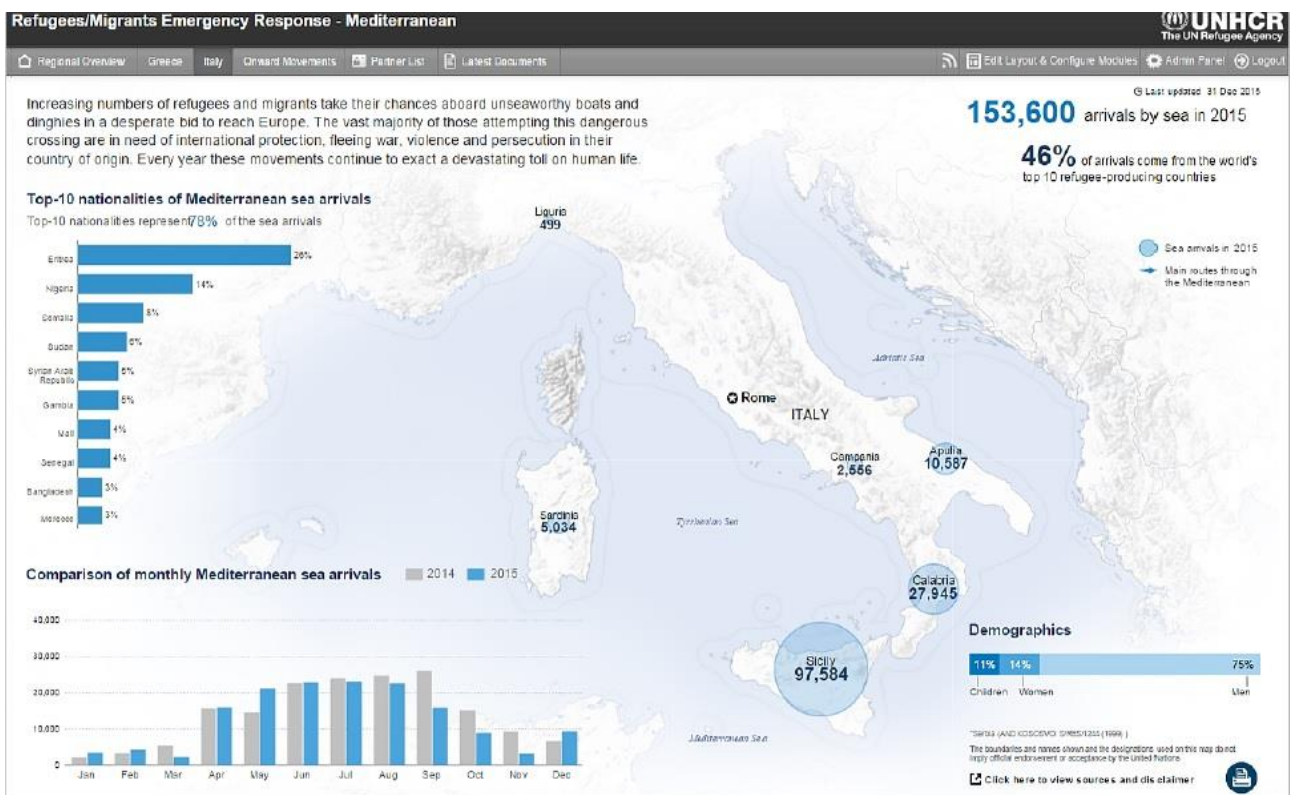 Refugees/Migrants Emergency Response - Mediterranean
UNHCR
The UN Refugee Agency
Regional Overview Greece Italy Onward Movements Partner List Latest Documents Edit Layout & Configure Modules Admin Panel Logout
Increasing numbers of refugees and migrants take their chances aboard unseaworthy boats and
dinghies in a desperate bid to reach Europe. The vast majority of those attempting this dangerous
crossing are in need of international protection, fleeing war, violence and persecution in their
country of origin. Every year these movements continue to exact a devastating toll on human life.
Last updated 31 Dec 2015
153,600 arrivals by sea in 2015
46% of arrivals come from the world's
top 10 refugee-producing countries
Sea arrivals in 2015
Main routes through
the Mediterranean
Top-10 nationalities of Mediterranean sea arrivals
Top-10 nationalities represent 78% of the sea arrivals
Eritrea 26%
Nigeria 14%
Somalia 8%
Sudan 6%
Syrian Arab
Republic 5%
Gambia 5%
Mali 4%
Senegal 4%
Bangladesh 3%
Morocco 3%
Liguria
499
Adriatic Sea
Rome
ITALY
Campania
2,556
Apulia
10,587
Sardinia
5,034
Tyrrhenian Sea
Calabria
27,945
Sicily
97,584
Mediterranean Sea
Comparison of monthly Mediterranean sea arrivals 2014 2015
40,000
30,000
20,000
10,000
0
Jan Feb Mar Apr May Jun Jul Aug Sep Oct Nov Dec
Demographics
11% 14% 75%
Children Women Men
The boundaries and names shown and the designations used on this map do not
imply official endorsement or acceptance by the United Nations
Click here to view sources and disclaimer